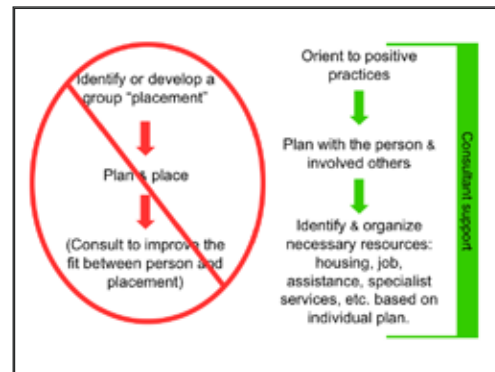 Identify or develop a
group “placement”
Plan & place
(Consult to improve the
fit between person and
placement)
Orient to positive
practices
Plan with the person &
involved others
Identify & organize
necessary resources:
housing, job,
assistance, specialist
services, etc. based on
individual plan.
Consultant support